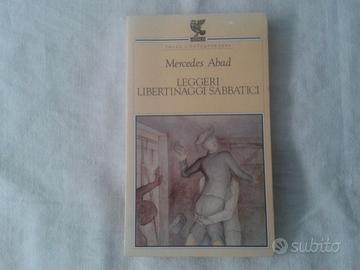 Mercedes Abad
LEGGERI
LIBERTINAGGI SABBATICI
subito